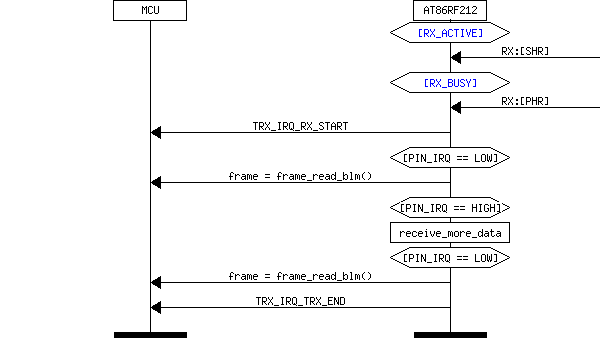 MCU AT86RF212
[RX_ACTIVE]
RX:[SHR]
[RX_BUSY]
RX:[PHR]
TRX_IRQ_RX_START
[PIN_IRQ == LOW]
frame = frame_read_blm()
[PIN_IRQ == HIGH]
receive_more_data
[PIN_IRQ == LOW]
frame = frame_read_blm()
TRX_IRQ_TRX_END